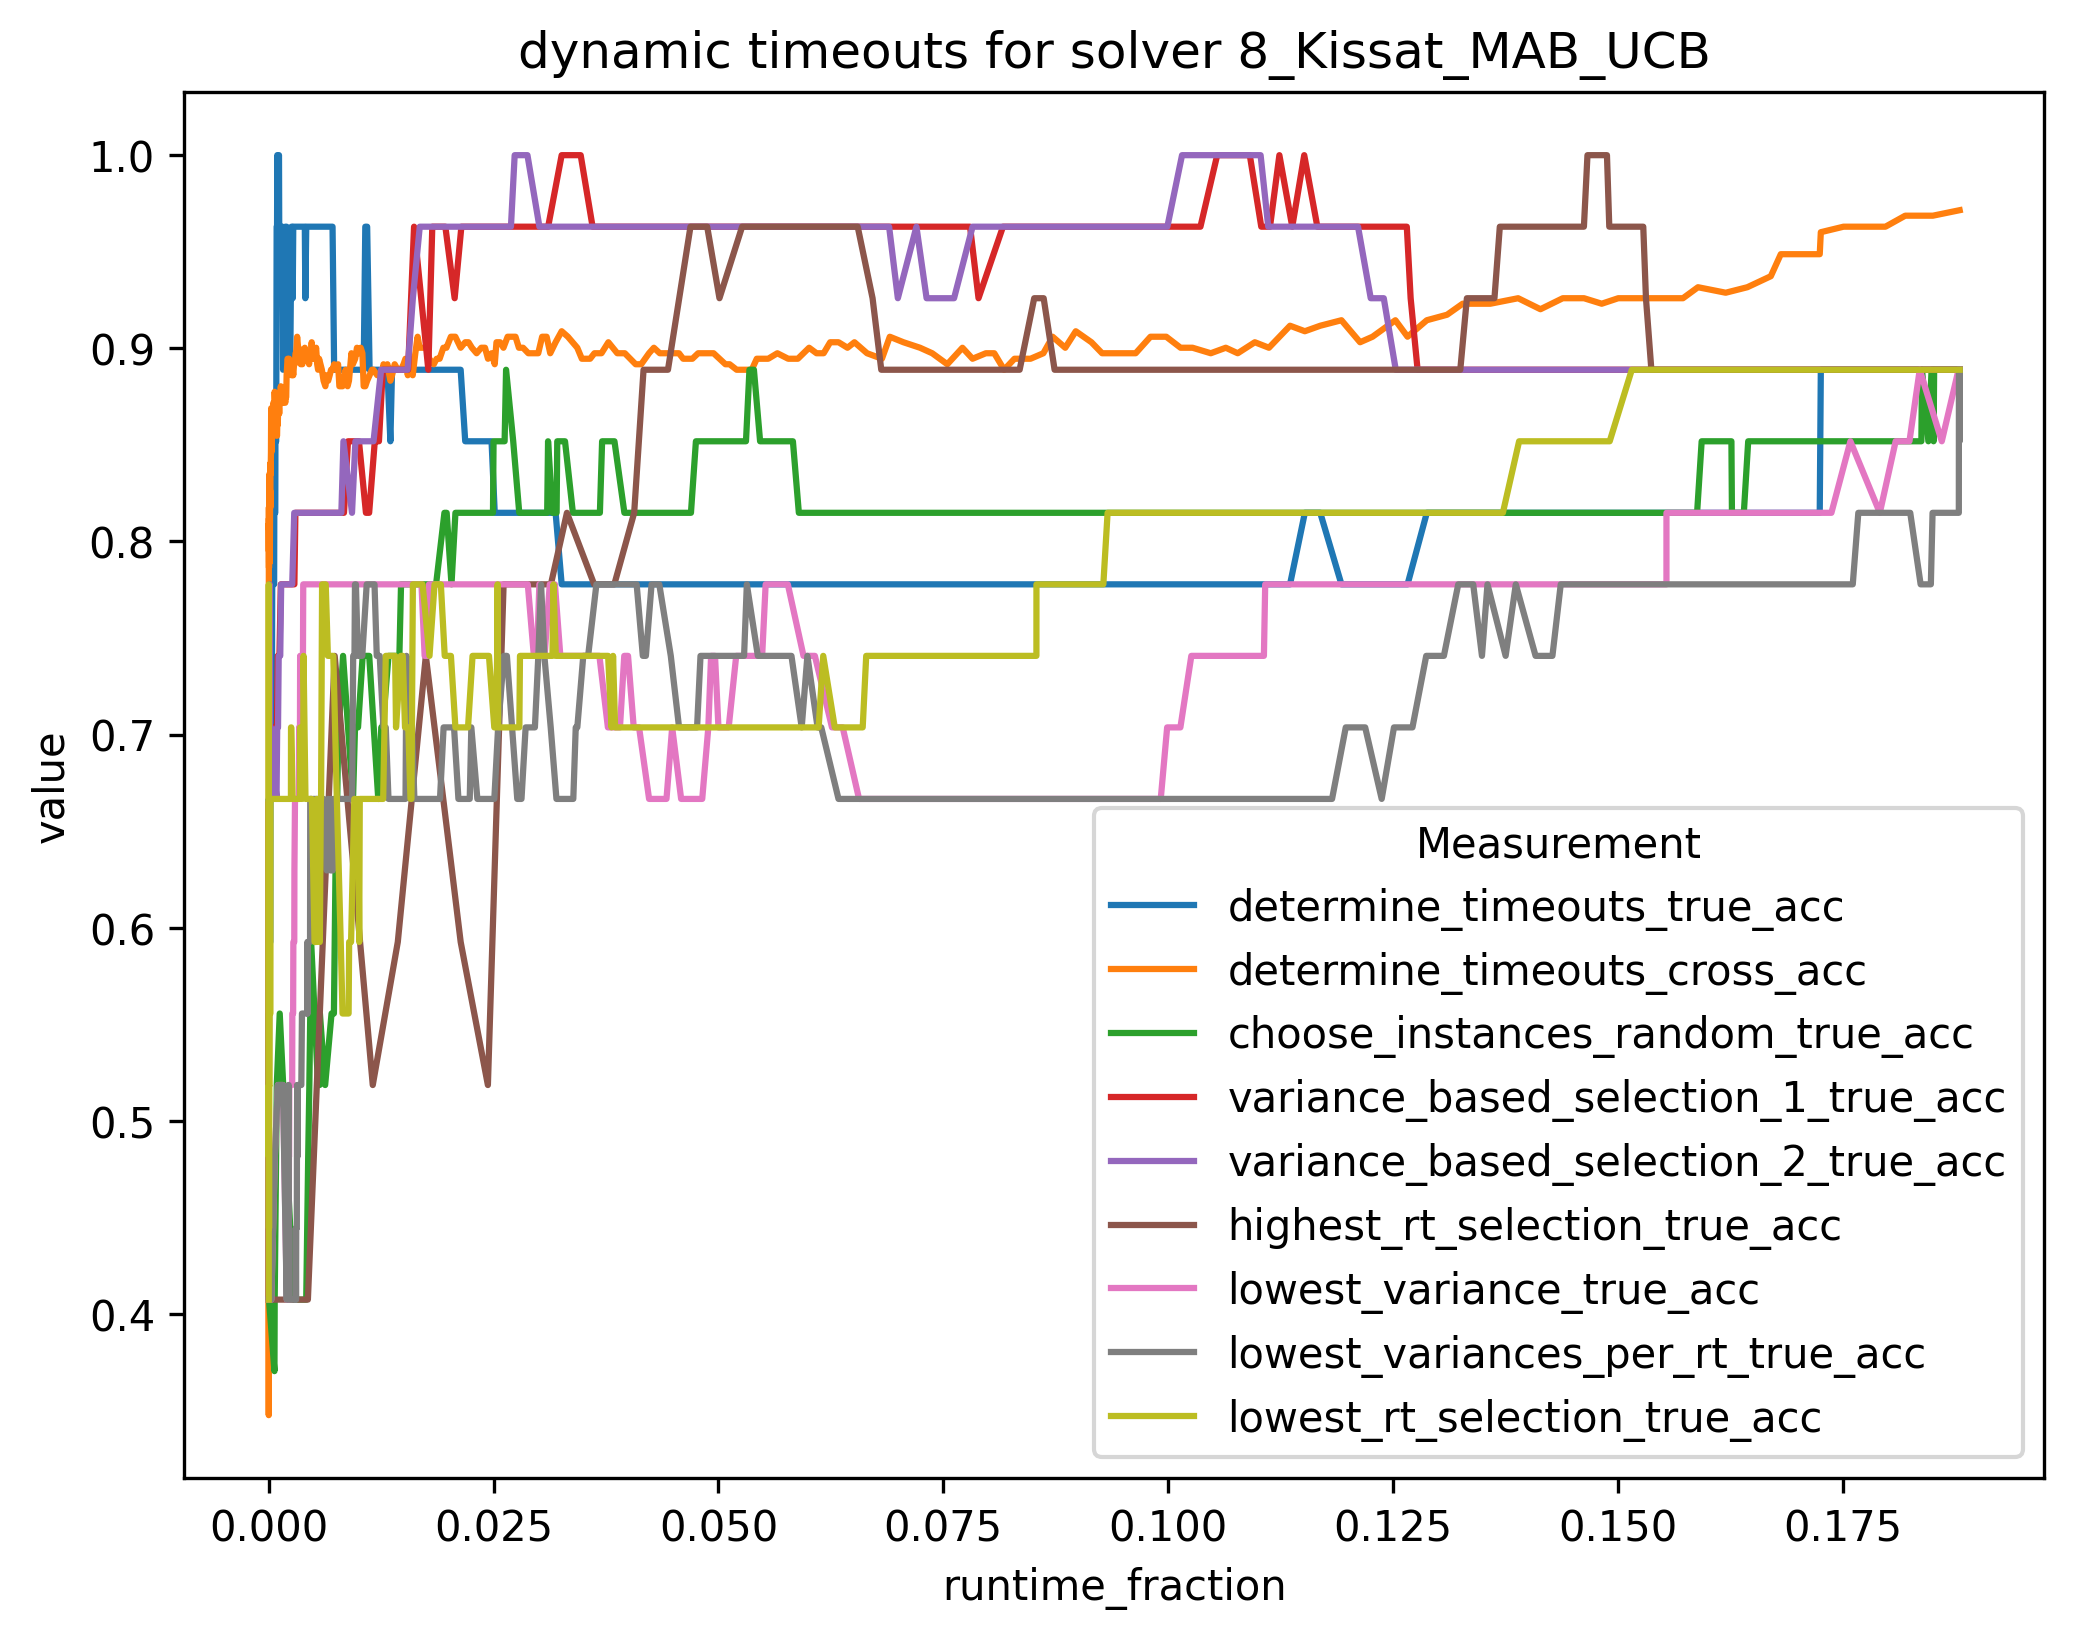 dynamic timeouts for solver 8_Kissat_MAB_UCB
1.0
0.9
0.8
0.7
0.6
0.5
0.4
value
Measurement
determine_timeouts_true_acc
determine_timeouts_cross_acc
choose_instances_random_true_acc
variance_based_selection_1_true_acc
variance_based_selection_2_true_acc
highest_rt_selection_true_acc
lowest_variance_true_acc
lowest_variances_per_rt_true_acc
lowest_rt_selection_true_acc
0.000 0.025 0.050 0.075 0.100 0.125 0.150 0.175
runtime_fraction